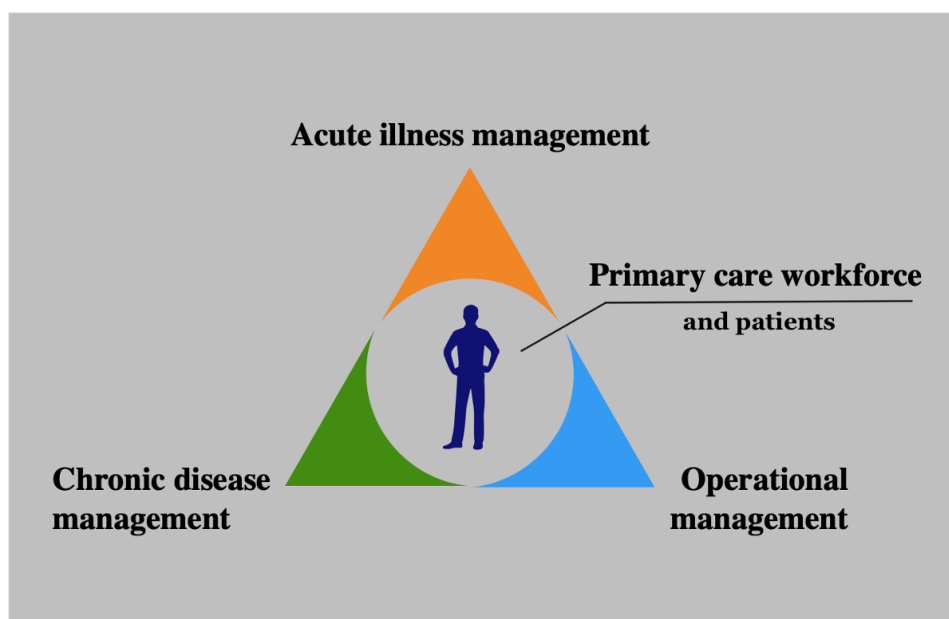 Acute illness management
Primary care workforce
and patients
Chronic disease
management
Operational
management